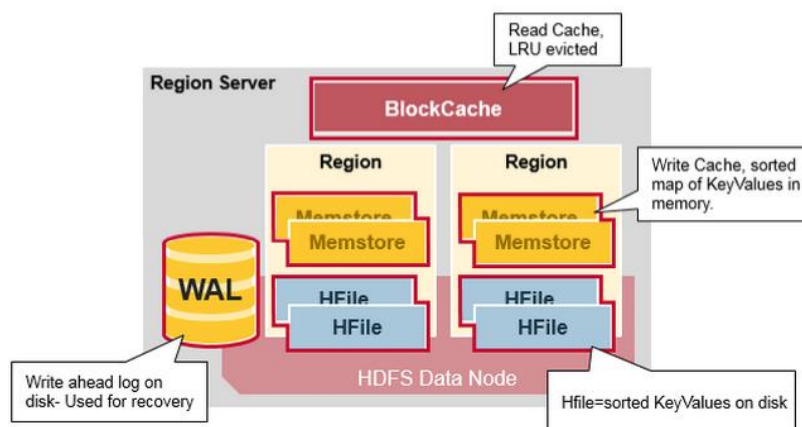 Read Cache,
LRU evicted
Region Server
BlockCache
Region
Region
Write Cache, sorted
map of KeyValues in
memory.
Memstore
Memstore
Memstore
Memstore
WAL
HFile
HFile
HFile
HFile
Write ahead log on
disk- Used for recovery
HDFS Data Node
Hfile=sorted KeyValues on disk